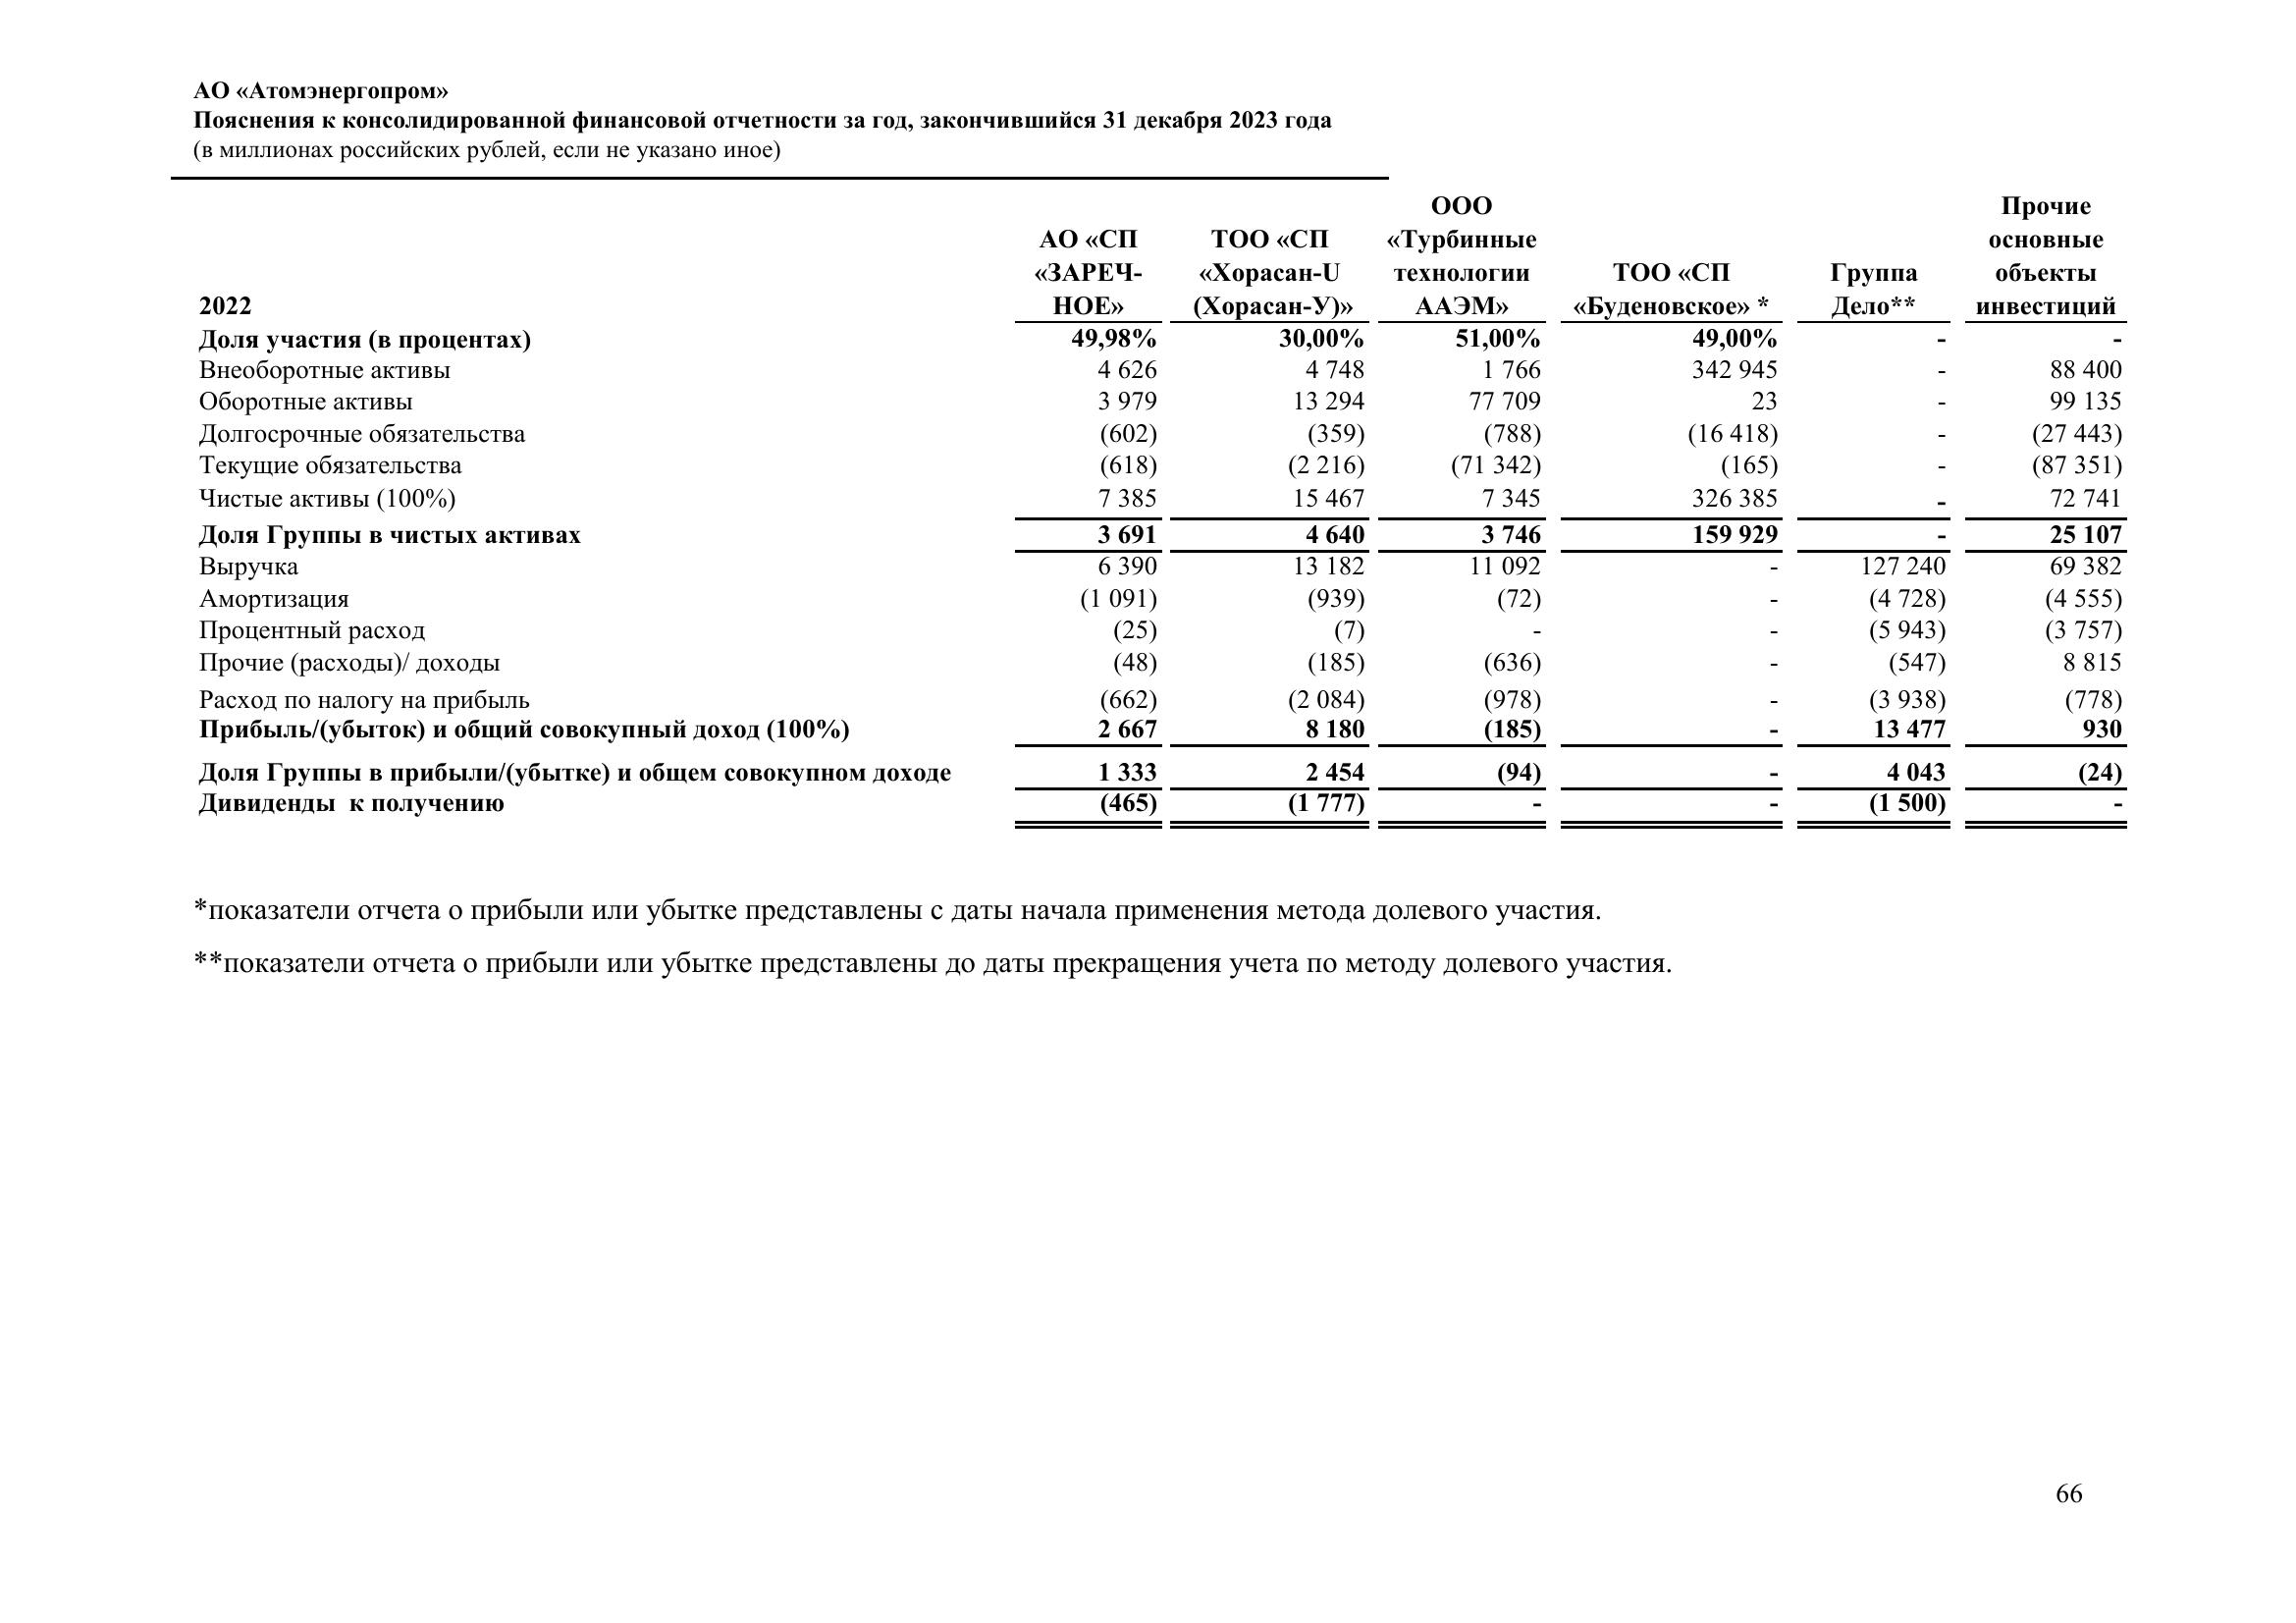 АО «Атомэнергопром»
Пояснения к консолидированной финансовой отчетности за год, закончившийся 31 декабря 2023 года
(в миллионах российских рублей, если не указано иное)
2022 АО «СП «ЗАРЕЧ-НОЕ» ТОО «СП «Хорасан-U (Хорасан-У)» ООО «Турбинные технологии ААЭМ» ТОО «СП «Буденовское» * Группа Дело** Прочие основные объекты инвестиций
Доля участия (в процентах) 49,98% 30,00% 51,00% 49,00% - -
Внеоборотные активы 4 626 4 748 1 766 342 945 - 88 400
Оборотные активы 3 979 13 294 77 709 23 - 99 135
Долгосрочные обязательства (602) (359) (788) (16 418) - (27 443)
Текущие обязательства (618) (2 216) (71 342) (165) - (87 351)
Чистые активы (100%) 7 385 15 467 7 345 326 385 - 72 741
Доля Группы в чистых активах 3 691 4 640 3 746 159 929 - 25 107
Выручка 6 390 13 182 11 092 - 127 240 69 382
Амортизация (1 091) (939) (72) - (4 728) (4 555)
Процентный расход (25) (7) - - (5 943) (3 757)
Прочие (расходы)/ доходы (48) (185) (636) - (547) 8 815
Расход по налогу на прибыль (662) (2 084) (978) - (3 938) (778)
Прибыль/(убыток) и общий совокупный доход (100%) 2 667 8 180 (185) - 13 477 930
Доля Группы в прибыли/(убытке) и общем совокупном доходе 1 333 2 454 (94) - 4 043 (24)
Дивиденды к получению (465) (1 777) - - (1 500) -
*показатели отчета о прибыли или убытке представлены с даты начала применения метода долевого участия.
**показатели отчета о прибыли или убытке представлены до даты прекращения учета по методу долевого участия.
66